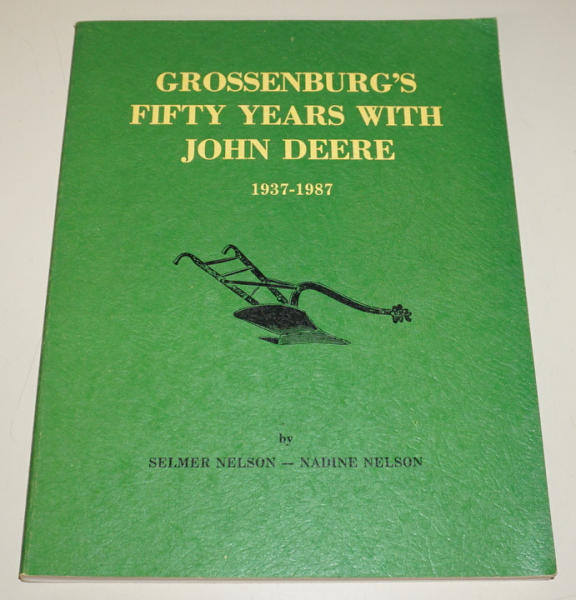 GROSSENBURG'S
FIFTY YEARS WITH
JOHN DEERE
1937-1987
by
SELMER NELSON — NADINE NELSON